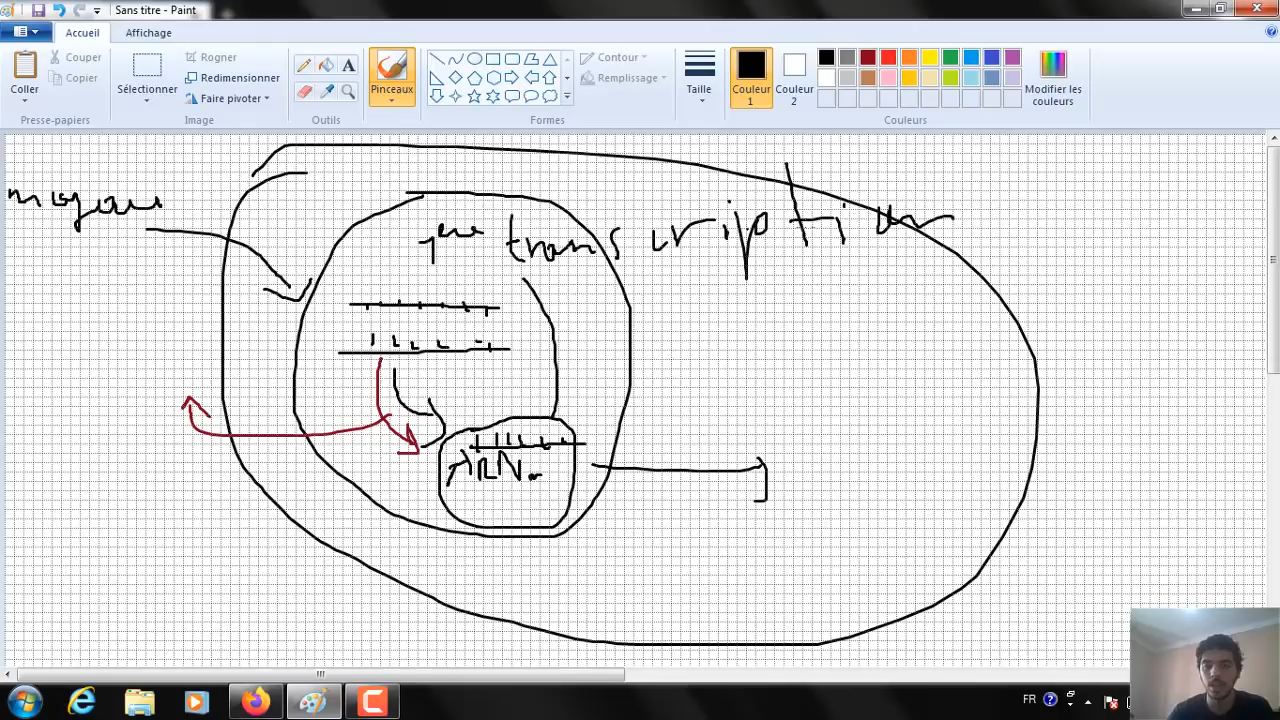 Sans titre - Paint
Accueil
Affichage
Coller
Couper
Copier
Presse-papiers
Sélectionner
Rogner
Redimensionner
Faire pivoter
Image
Outils
Pinceaux
Formes
Contour
Remplissage
Taille
Couleur
1
Couleur
2
Modifier les
couleurs
Couleurs
transcription
ARN
FR